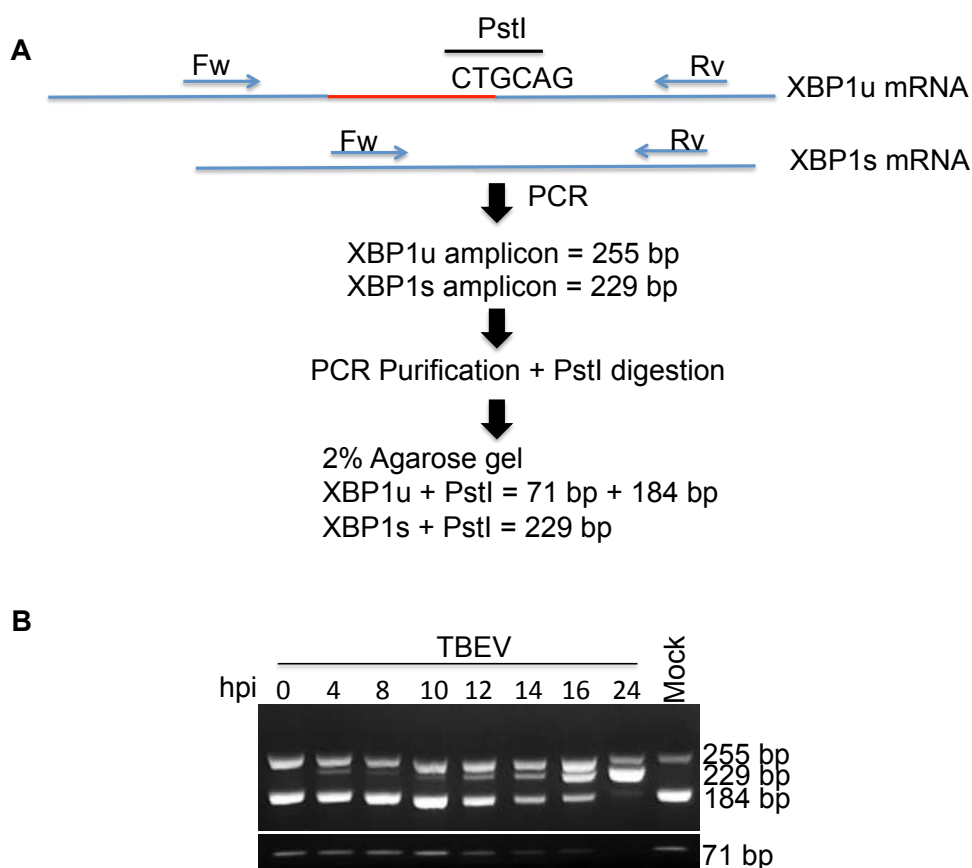 A
PstI
CTGCAG
Fw
Rv
XBP1u mRNA
Fw
Rv
XBP1s mRNA
PCR
XBP1u amplicon = 255 bp
XBP1s amplicon = 229 bp
PCR Purification + PstI digestion
2% Agarose gel
XBP1u + PstI = 71 bp + 184 bp
XBP1s + PstI = 229 bp
B
TBEV
Mock
hpi 0 4 8 10 12 14 16 24
255 bp
229 bp
184 bp
71 bp